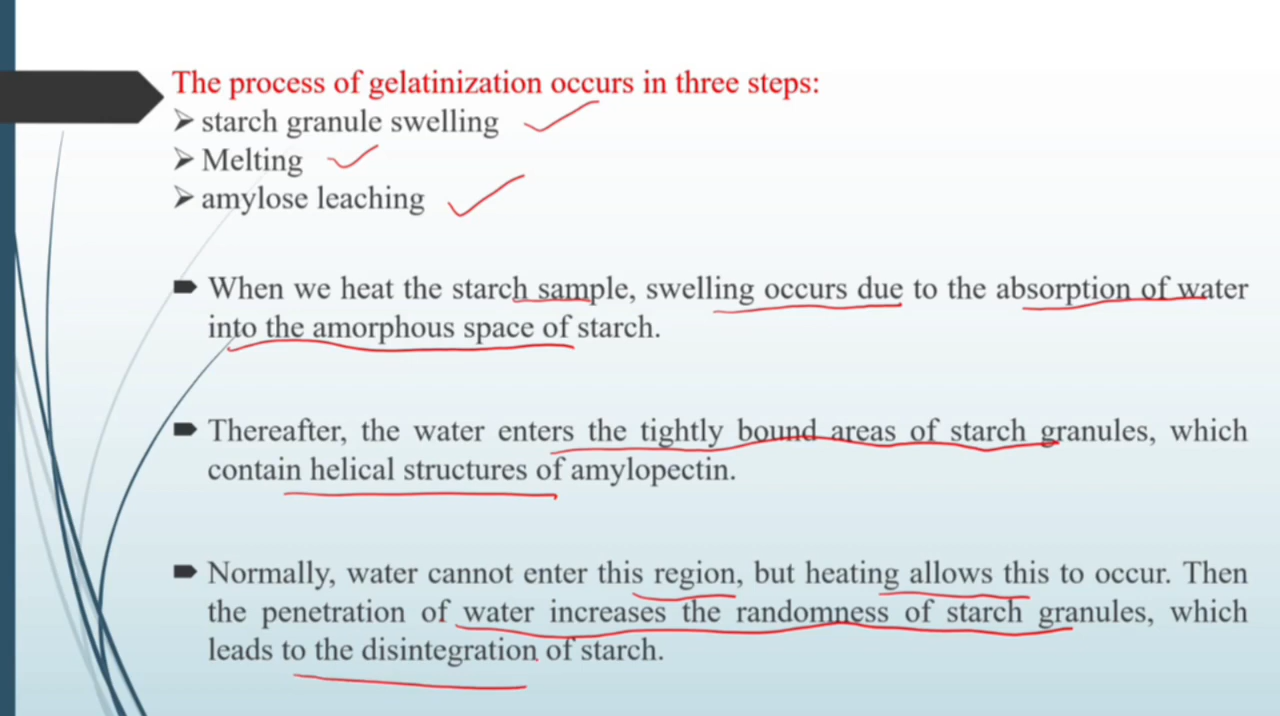 The process of gelatinization occurs in three steps:
➢ starch granule swelling
➢ Melting
➢ amylose leaching
When we heat the starch sample, swelling occurs due to the absorption of water
into the amorphous space of starch.
Thereafter, the water enters the tightly bound areas of starch granules, which
contain helical structures of amylopectin.
Normally, water cannot enter this region, but heating allows this to occur. Then
the penetration of water increases the randomness of starch granules, which
leads to the disintegration of starch.